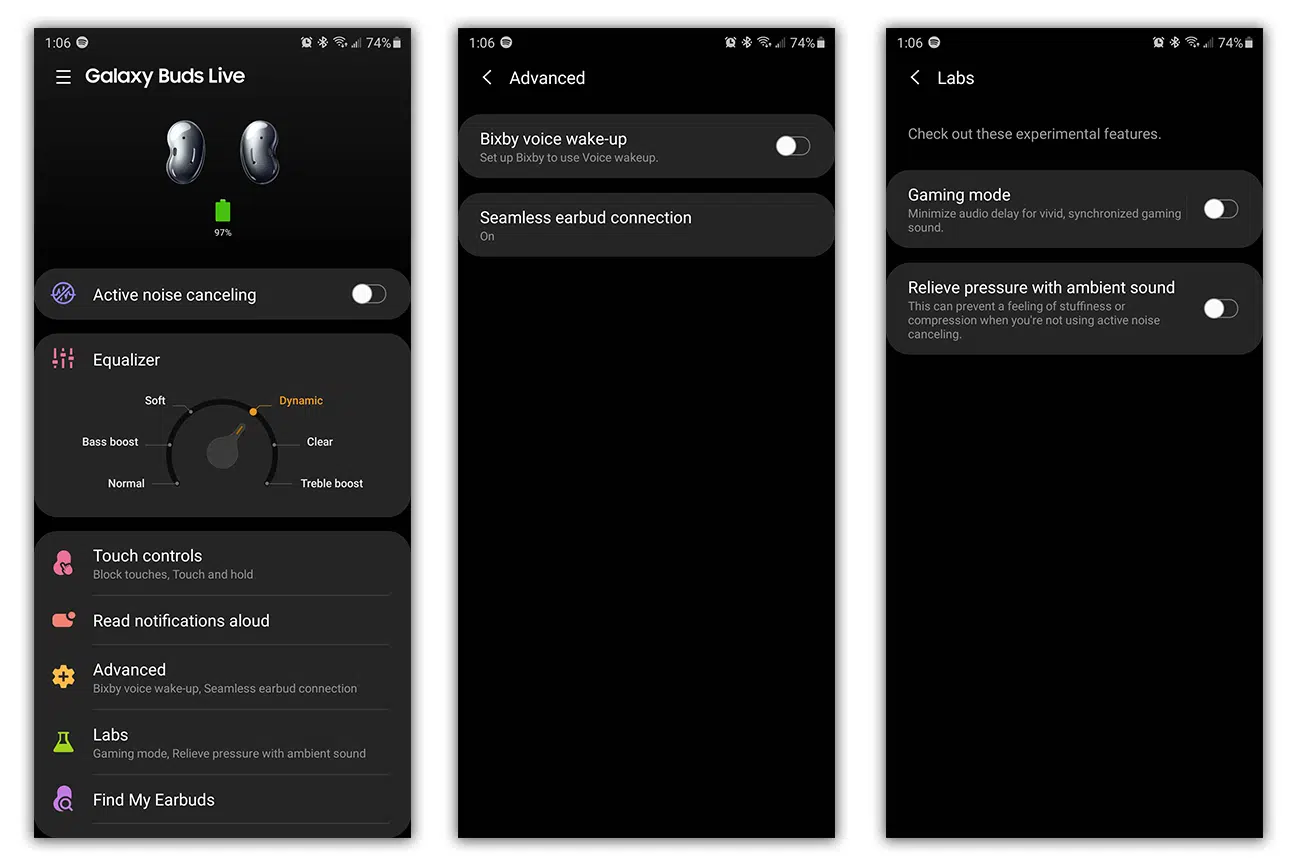 1:06
74%
Galaxy Buds Live
97%
Active noise canceling
Equalizer
Soft
Dynamic
Bass boost
Clear
Normal
Treble boost
Touch controls
Block touches, Touch and hold
Read notifications aloud
Advanced
Bixby voice wake-up, Seamless earbud connection
Labs
Gaming mode, Relieve pressure with ambient sound
Find My Earbuds
1:06
74%
Advanced
Bixby voice wake-up
Set up Bixby to use Voice wakeup.
Seamless earbud connection
On
1:06
74%
Labs
Check out these experimental features.
Gaming mode
Minimize audio delay for vivid, synchronized gaming
sound.
Relieve pressure with ambient sound
This can prevent a feeling of stuffiness or
compression when you're not using active noise
canceling.